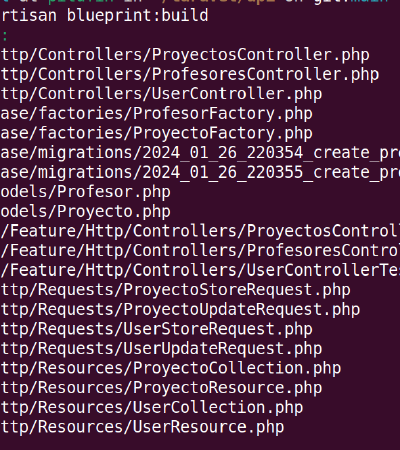 rtisan blueprint:build
:
ttp/Controllers/ProyectosController.php
ttp/Controllers/ProfesoresController.php
ttp/Controllers/UserController.php
ase/factories/ProfesorFactory.php
ase/factories/ProyectoFactory.php
ase/migrations/2024_01_26_220354_create_pro
ase/migrations/2024_01_26_220355_create_pro
odels/Profesor.php
odels/Proyecto.php
/Feature/Http/Controllers/ProyectosControll
/Feature/Http/Controllers/ProfesoresControl
/Feature/Http/Controllers/UserControllerTes
ttp/Requests/ProyectoStoreRequest.php
ttp/Requests/ProyectoUpdateRequest.php
ttp/Requests/UserStoreRequest.php
ttp/Requests/UserUpdateRequest.php
ttp/Resources/ProyectoCollection.php
ttp/Resources/ProyectoResource.php
ttp/Resources/UserCollection.php
ttp/Resources/UserResource.php